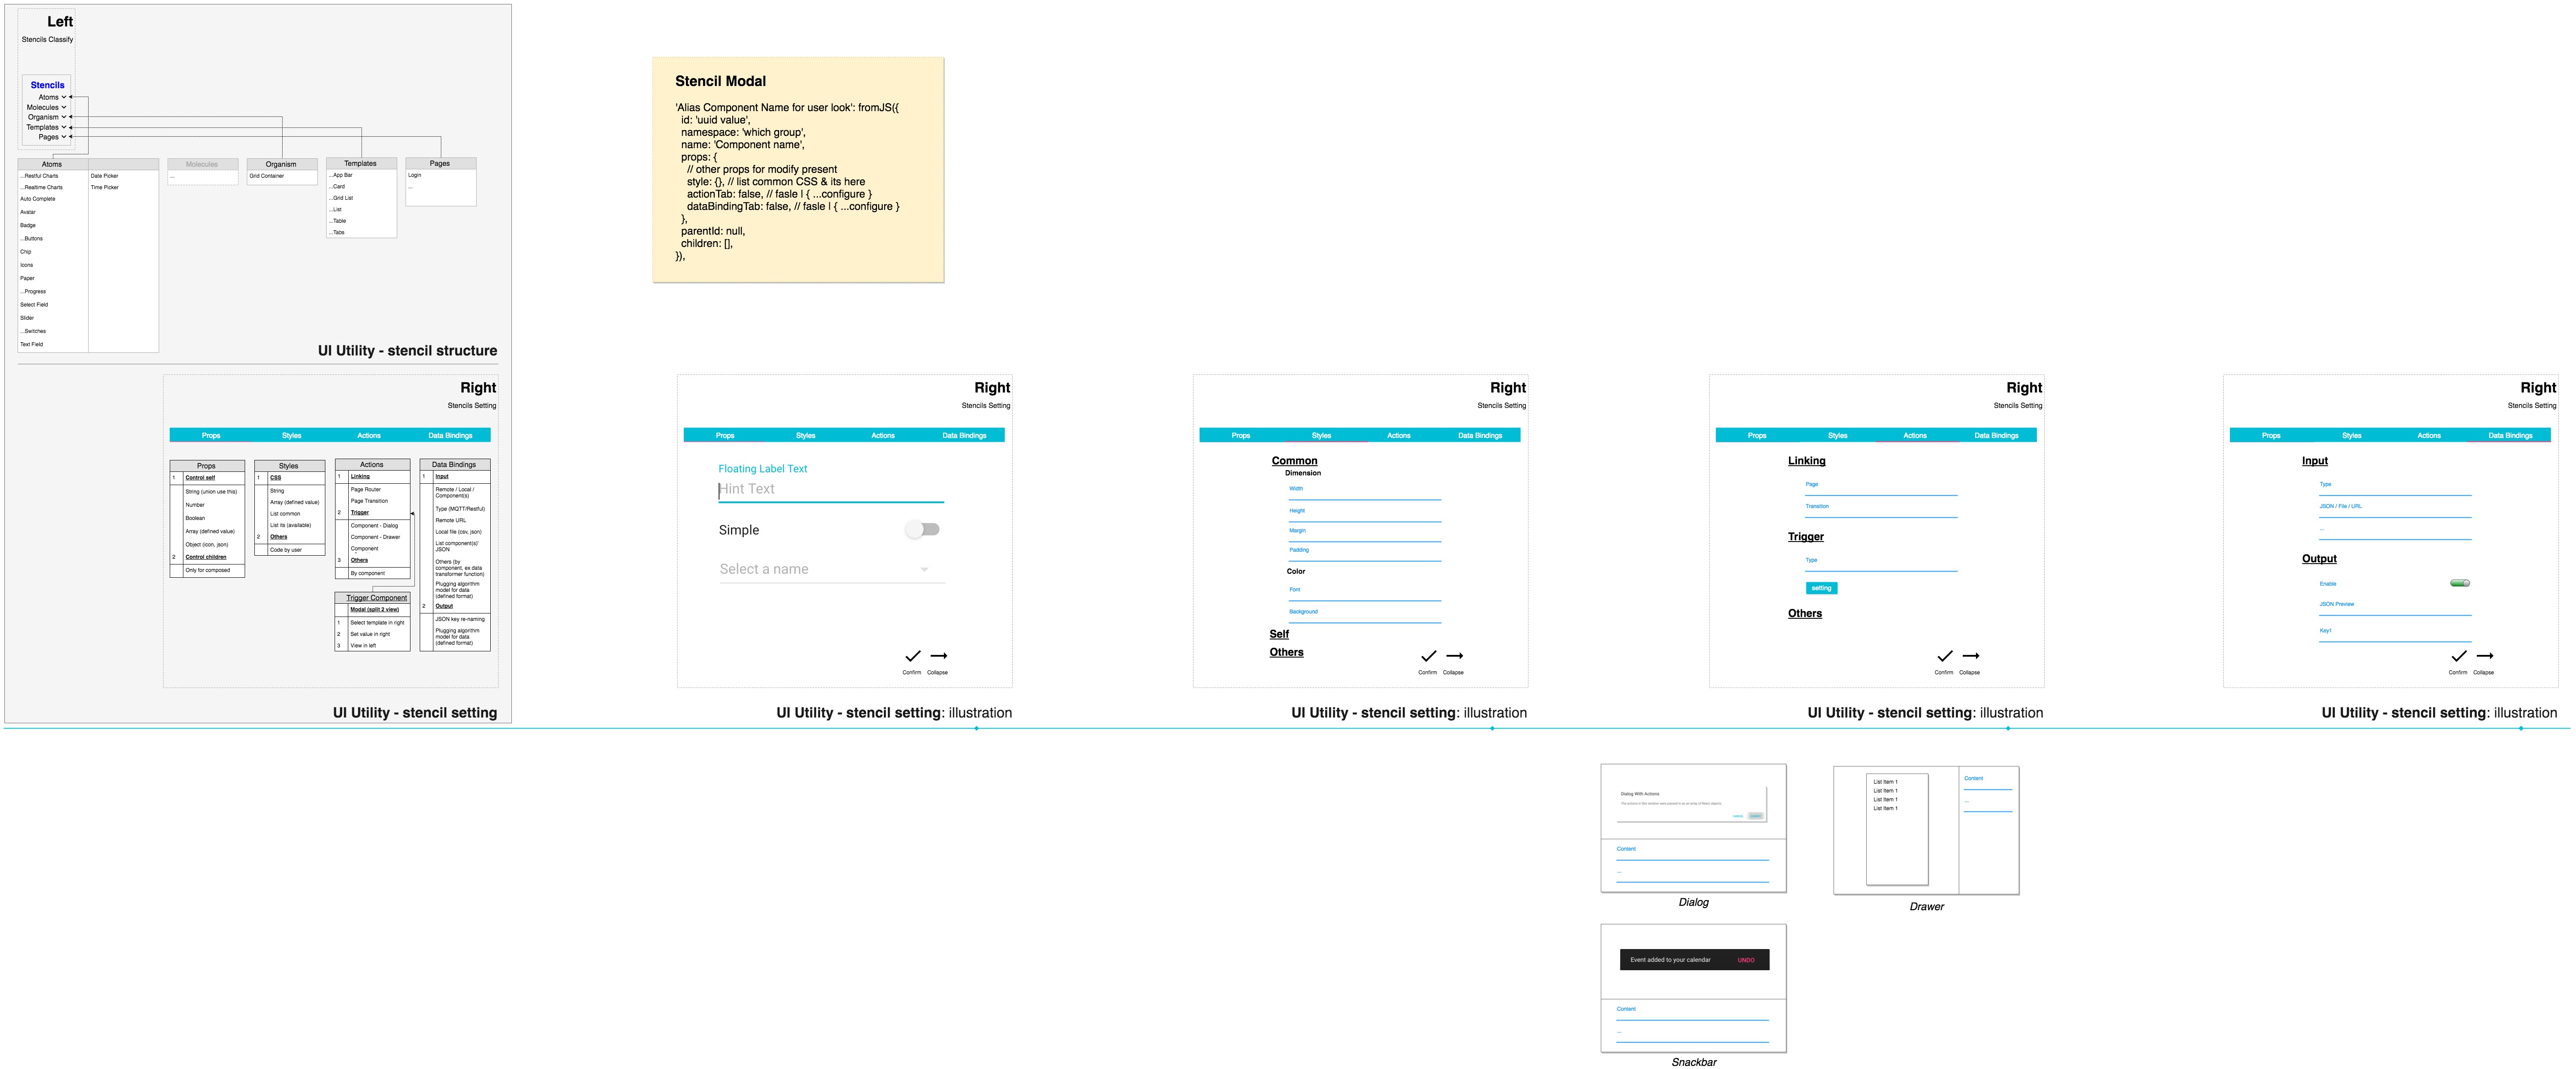 Left
Stencils Classify
Stencils
Atoms
Molecules
Organism
Templates
Pages
Atoms
...Restful Charts
Date Picker
...Realtime Charts
Time Picker
Auto Complete
Avatar
Badge
...Buttons
Chip
Icons
Paper
...Progress
Select Field
Slider
...Switches
Text Field
Molecules
...
Organism
Grid Container
Templates
...App Bar
...Card
...Grid List
...List
...Table
...Tabs
Pages
Login
...
UI Utility - stencil structure
Stencil Modal
'Alias Component Name for user look': fromJS({
id: 'uuid value',
namespace: 'which group',
name: 'Component name',
props: {
// other props for modify present
style: {}, // list common CSS & its here
actionTab: false, // fasle | { ...configure }
dataBindingTab: false, // fasle | { ...configure }
},
parentId: null,
children: [],
}),
Right
Stencils Setting
Props Styles Actions Data Bindings
Props
1 Control self
String (union use this)
Number
Boolean
Array (defined value)
Object (icon, json)
2 Control children
Only for composed
Styles
1 CSS
String
Array (defined value)
List common
List its (available)
2 Others
Code by user
Actions
1 Linking
Page Router
Page Transition
2 Trigger
Component - Dialog
Component - Drawer
Component
3 Others
By component
Trigger Component
Modal (split 2 view)
1 Select template in right
2 Set value in right
3 View in left
Data Bindings
1 Input
Remote / Local /
Component(s)
Type (MQTT/Restful)
Remote URL
Local file (csv, json)
List component(s)'
JSON
Others (by
component, ex data
transformer function)
Plugging algorithm
model for data
(defined format)
2 Output
JSON key re-naming
Plugging algorithm
model for data
(defined format)
UI Utility - stencil setting
Right
Stencils Setting
Props Styles Actions Data Bindings
Floating Label Text
Hint Text
Simple
Select a name
Confirm Collapse
UI Utility - stencil setting: illustration
Right
Stencils Setting
Props Styles Actions Data Bindings
Common
Dimension
Width
Height
Margin
Padding
Color
Font
Background
Self
Others
Confirm Collapse
UI Utility - stencil setting: illustration
Right
Stencils Setting
Props Styles Actions Data Bindings
Linking
Page
Transition
Trigger
Type
setting
Others
Confirm Collapse
UI Utility - stencil setting: illustration
Right
Stencils Setting
Props Styles Actions Data Bindings
Input
Type
JSON / File / URL
...
Output
Enable
JSON Preview
Key1
Confirm Collapse
UI Utility - stencil setting: illustration
Dialog With Actions
The actions in this window were passed in as an array of React objects.
Content
...
Dialog
List Item 1
List Item 1
List Item 1
List Item 1
Content
...
Drawer
Event added to your calendar UNDO
Content
...
Snackbar